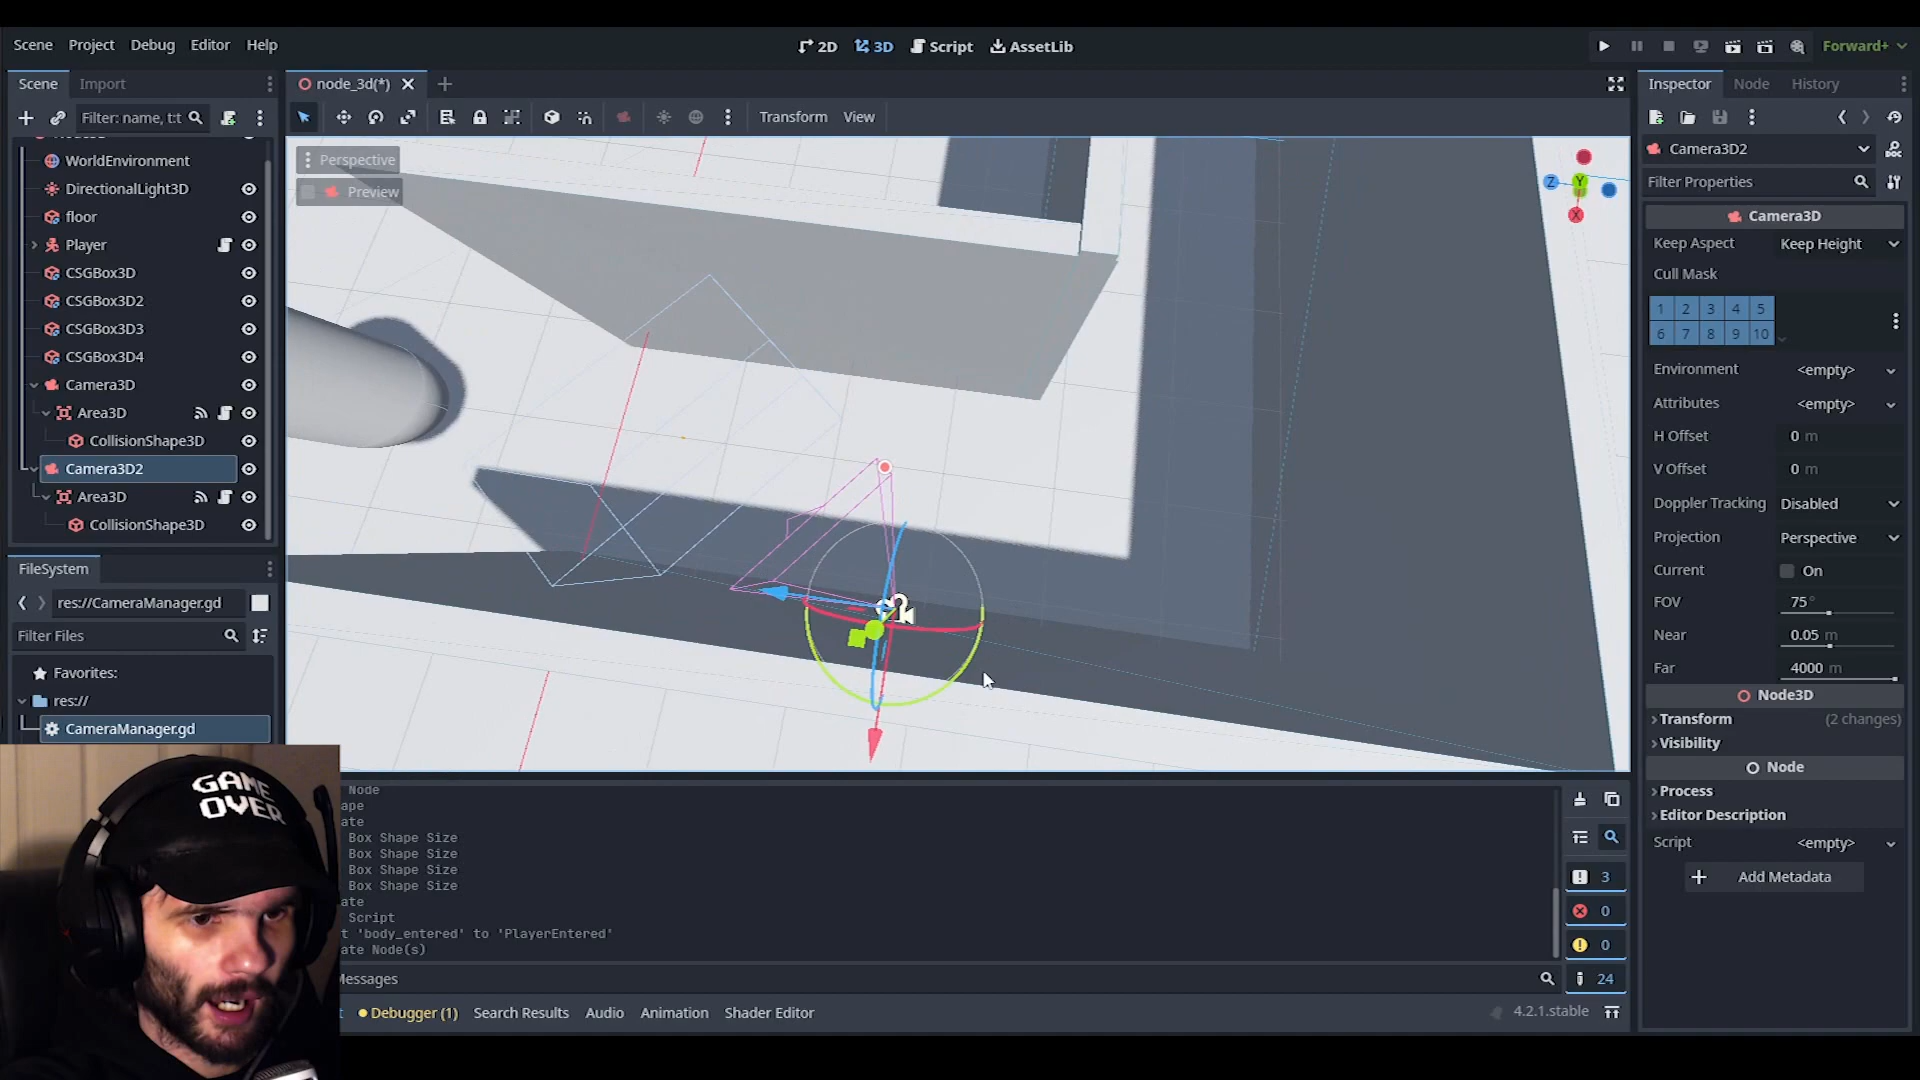 Scene Project Debug Editor Help
2D 3D Script AssetLib
Forward+
Scene Import
node_3d(*)
Inspector Node History
Filter: name, t:t
Transform View
Perspective
Preview
Z Y X
WorldEnvironment
DirectionalLight3D
floor
Player
CSGBox3D
CSGBox3D2
CSGBox3D3
CSGBox3D4
Camera3D
Area3D
CollisionShape3D
Camera3D2
Area3D
CollisionShape3D
FileSystem
res://CameraManager.gd
Filter Files
Favorites:
res://
CameraManager.gd
GAME
OVER
Node
ape
ate
Box Shape Size
Box Shape Size
Box Shape Size
Box Shape Size
ate
Script
t 'body_entered' to 'PlayerEntered'
ate Node(s)
Messages
3
0
0
24
Debugger (1) Search Results Audio Animation Shader Editor
4.2.1.stable
Camera3D2
Filter Properties
Camera3D
Keep Aspect Keep Height
Cull Mask
1 2 3 4 5
6 7 8 9 10
Environment <empty>
Attributes <empty>
H Offset 0 m
V Offset 0 m
Doppler Tracking Disabled
Projection Perspective
Current On
FOV 75°
Near 0.05 m
Far 4000 m
Node3D
Transform (2 changes)
Visibility
Node
Process
Editor Description
Script <empty>
Add Metadata